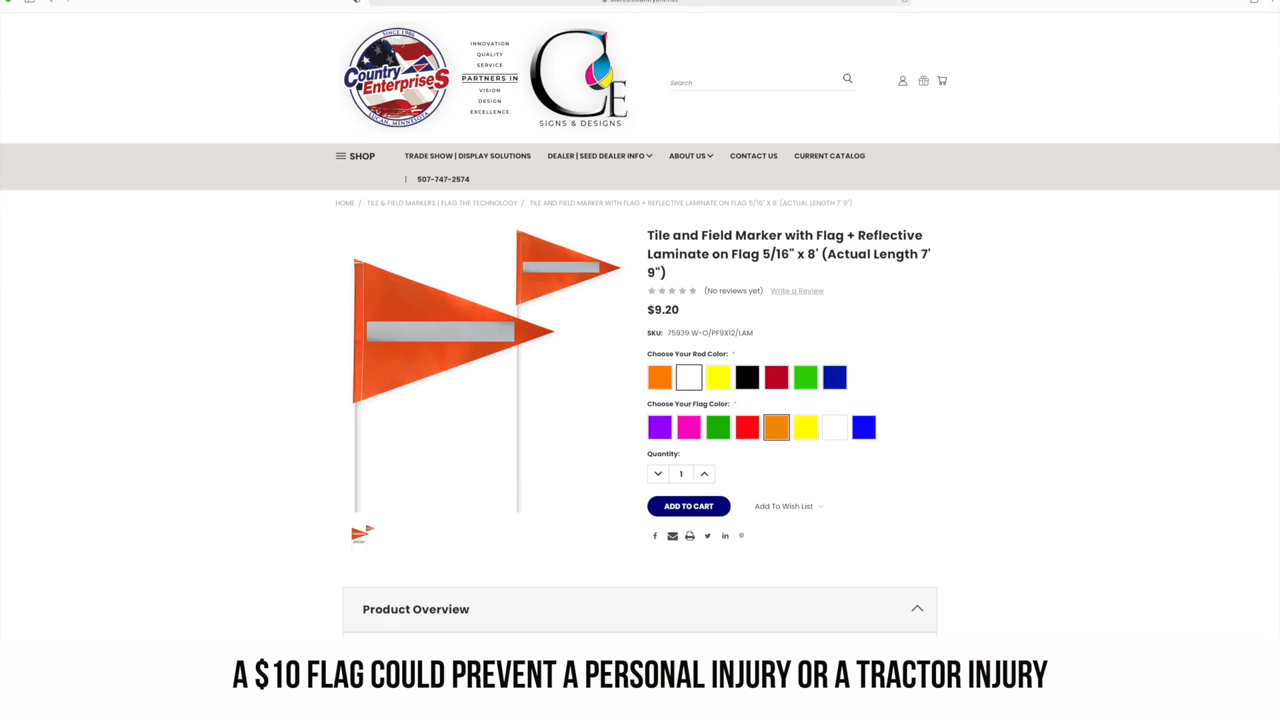 SINCE 1986
Country
Enterprises
LUCAN, MINNESOTA
INNOVATION
QUALITY
SERVICE
PARTNERS IN
VISION
DESIGN
EXCELLENCE
CE
SIGNS & DESIGNS
Search
SHOP
TRADE SHOW | DISPLAY SOLUTIONS
DEALER | SEED DEALER INFO
ABOUT US
CONTACT US
CURRENT CATALOG
| 507-747-2574
HOME / TILE & FIELD MARKERS | FLAG THE TECHNOLOGY / TILE AND FIELD MARKER WITH FLAG + REFLECTIVE LAMINATE ON FLAG 5/16" X 8' (ACTUAL LENGTH 7' 9")
Tile and Field Marker with Flag + Reflective
Laminate on Flag 5/16" x 8' (Actual Length 7'
9")
(No reviews yet) Write a Review
$9.20
SKU: 75939 W-O/PF9X12/LAM
Choose Your Rod Color: *
Choose Your Flag Color: *
Quantity:
1
ADD TO CART
Add To Wish List
Product Overview
A $10 FLAG COULD PREVENT A PERSONAL INJURY OR A TRACTOR INJURY